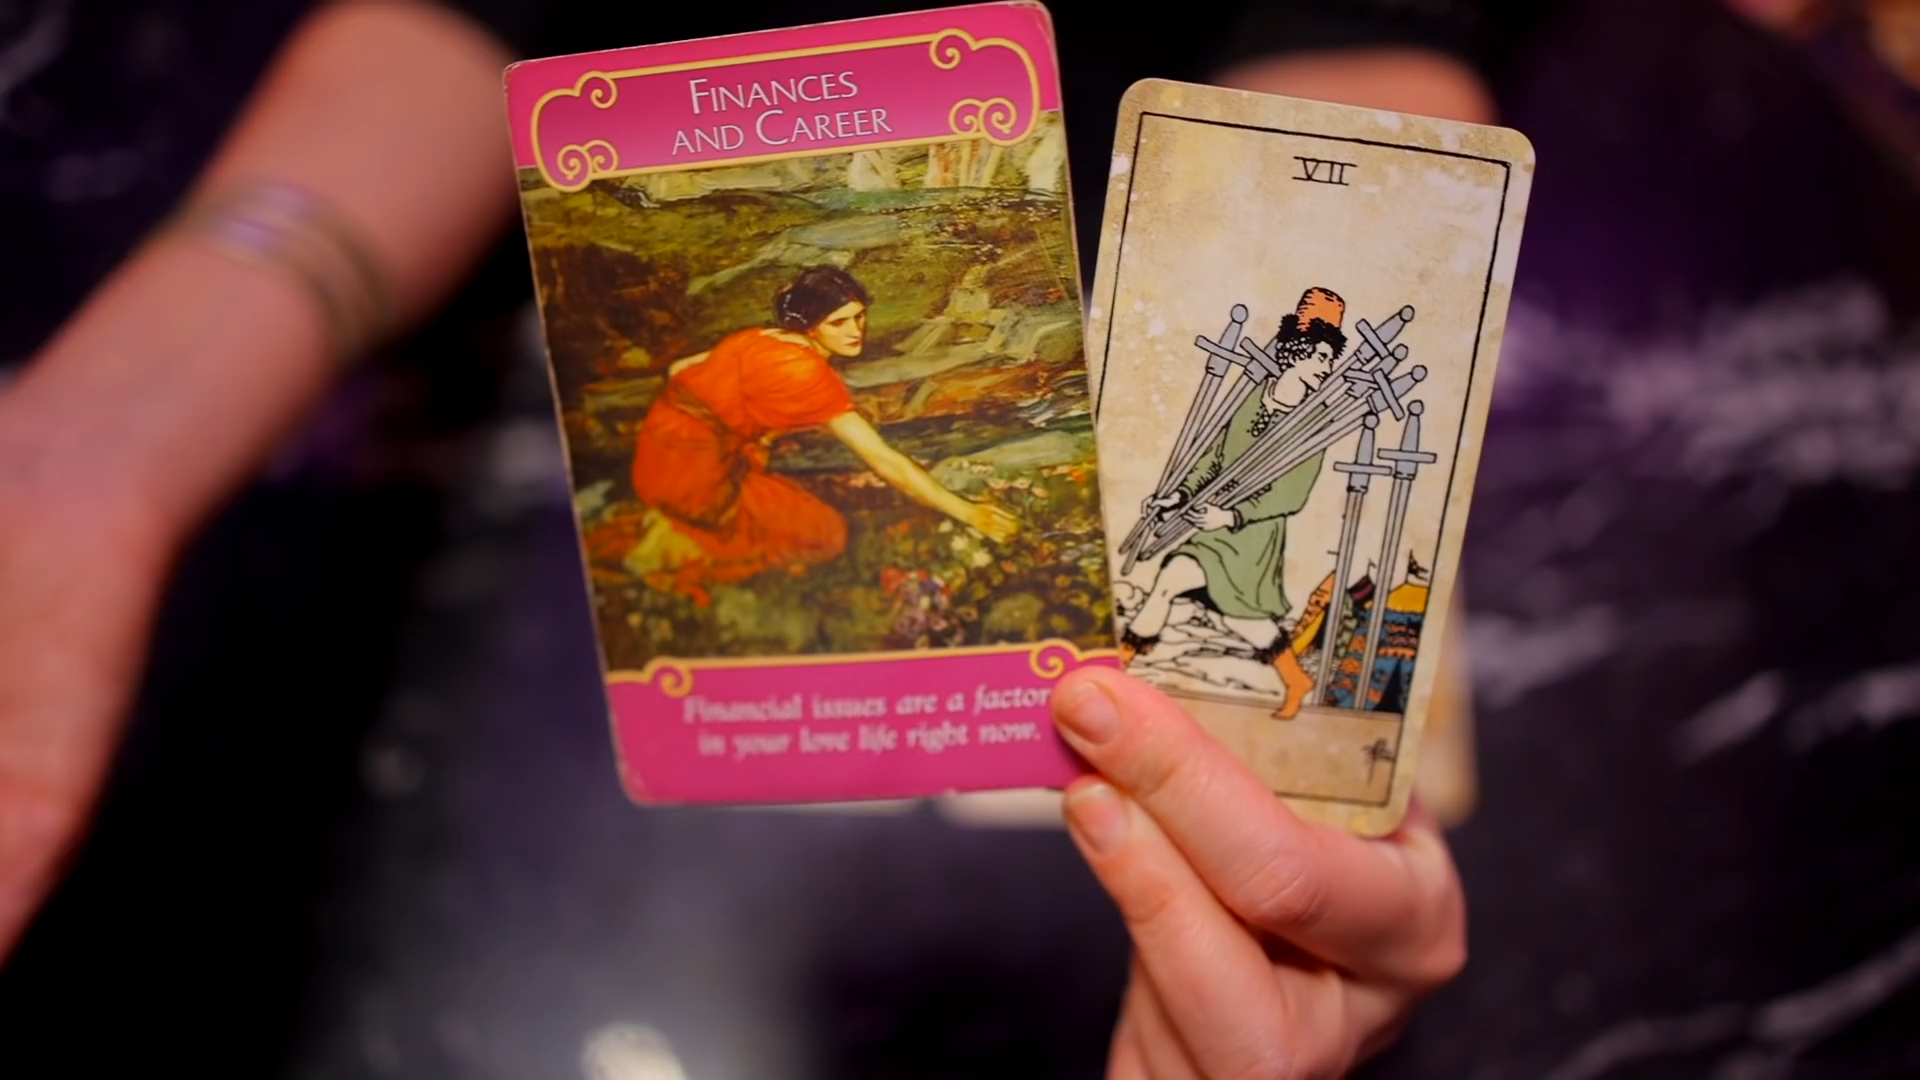 FINANCES
AND CAREER
Financial issues are a factor
in your love life right now.
VII